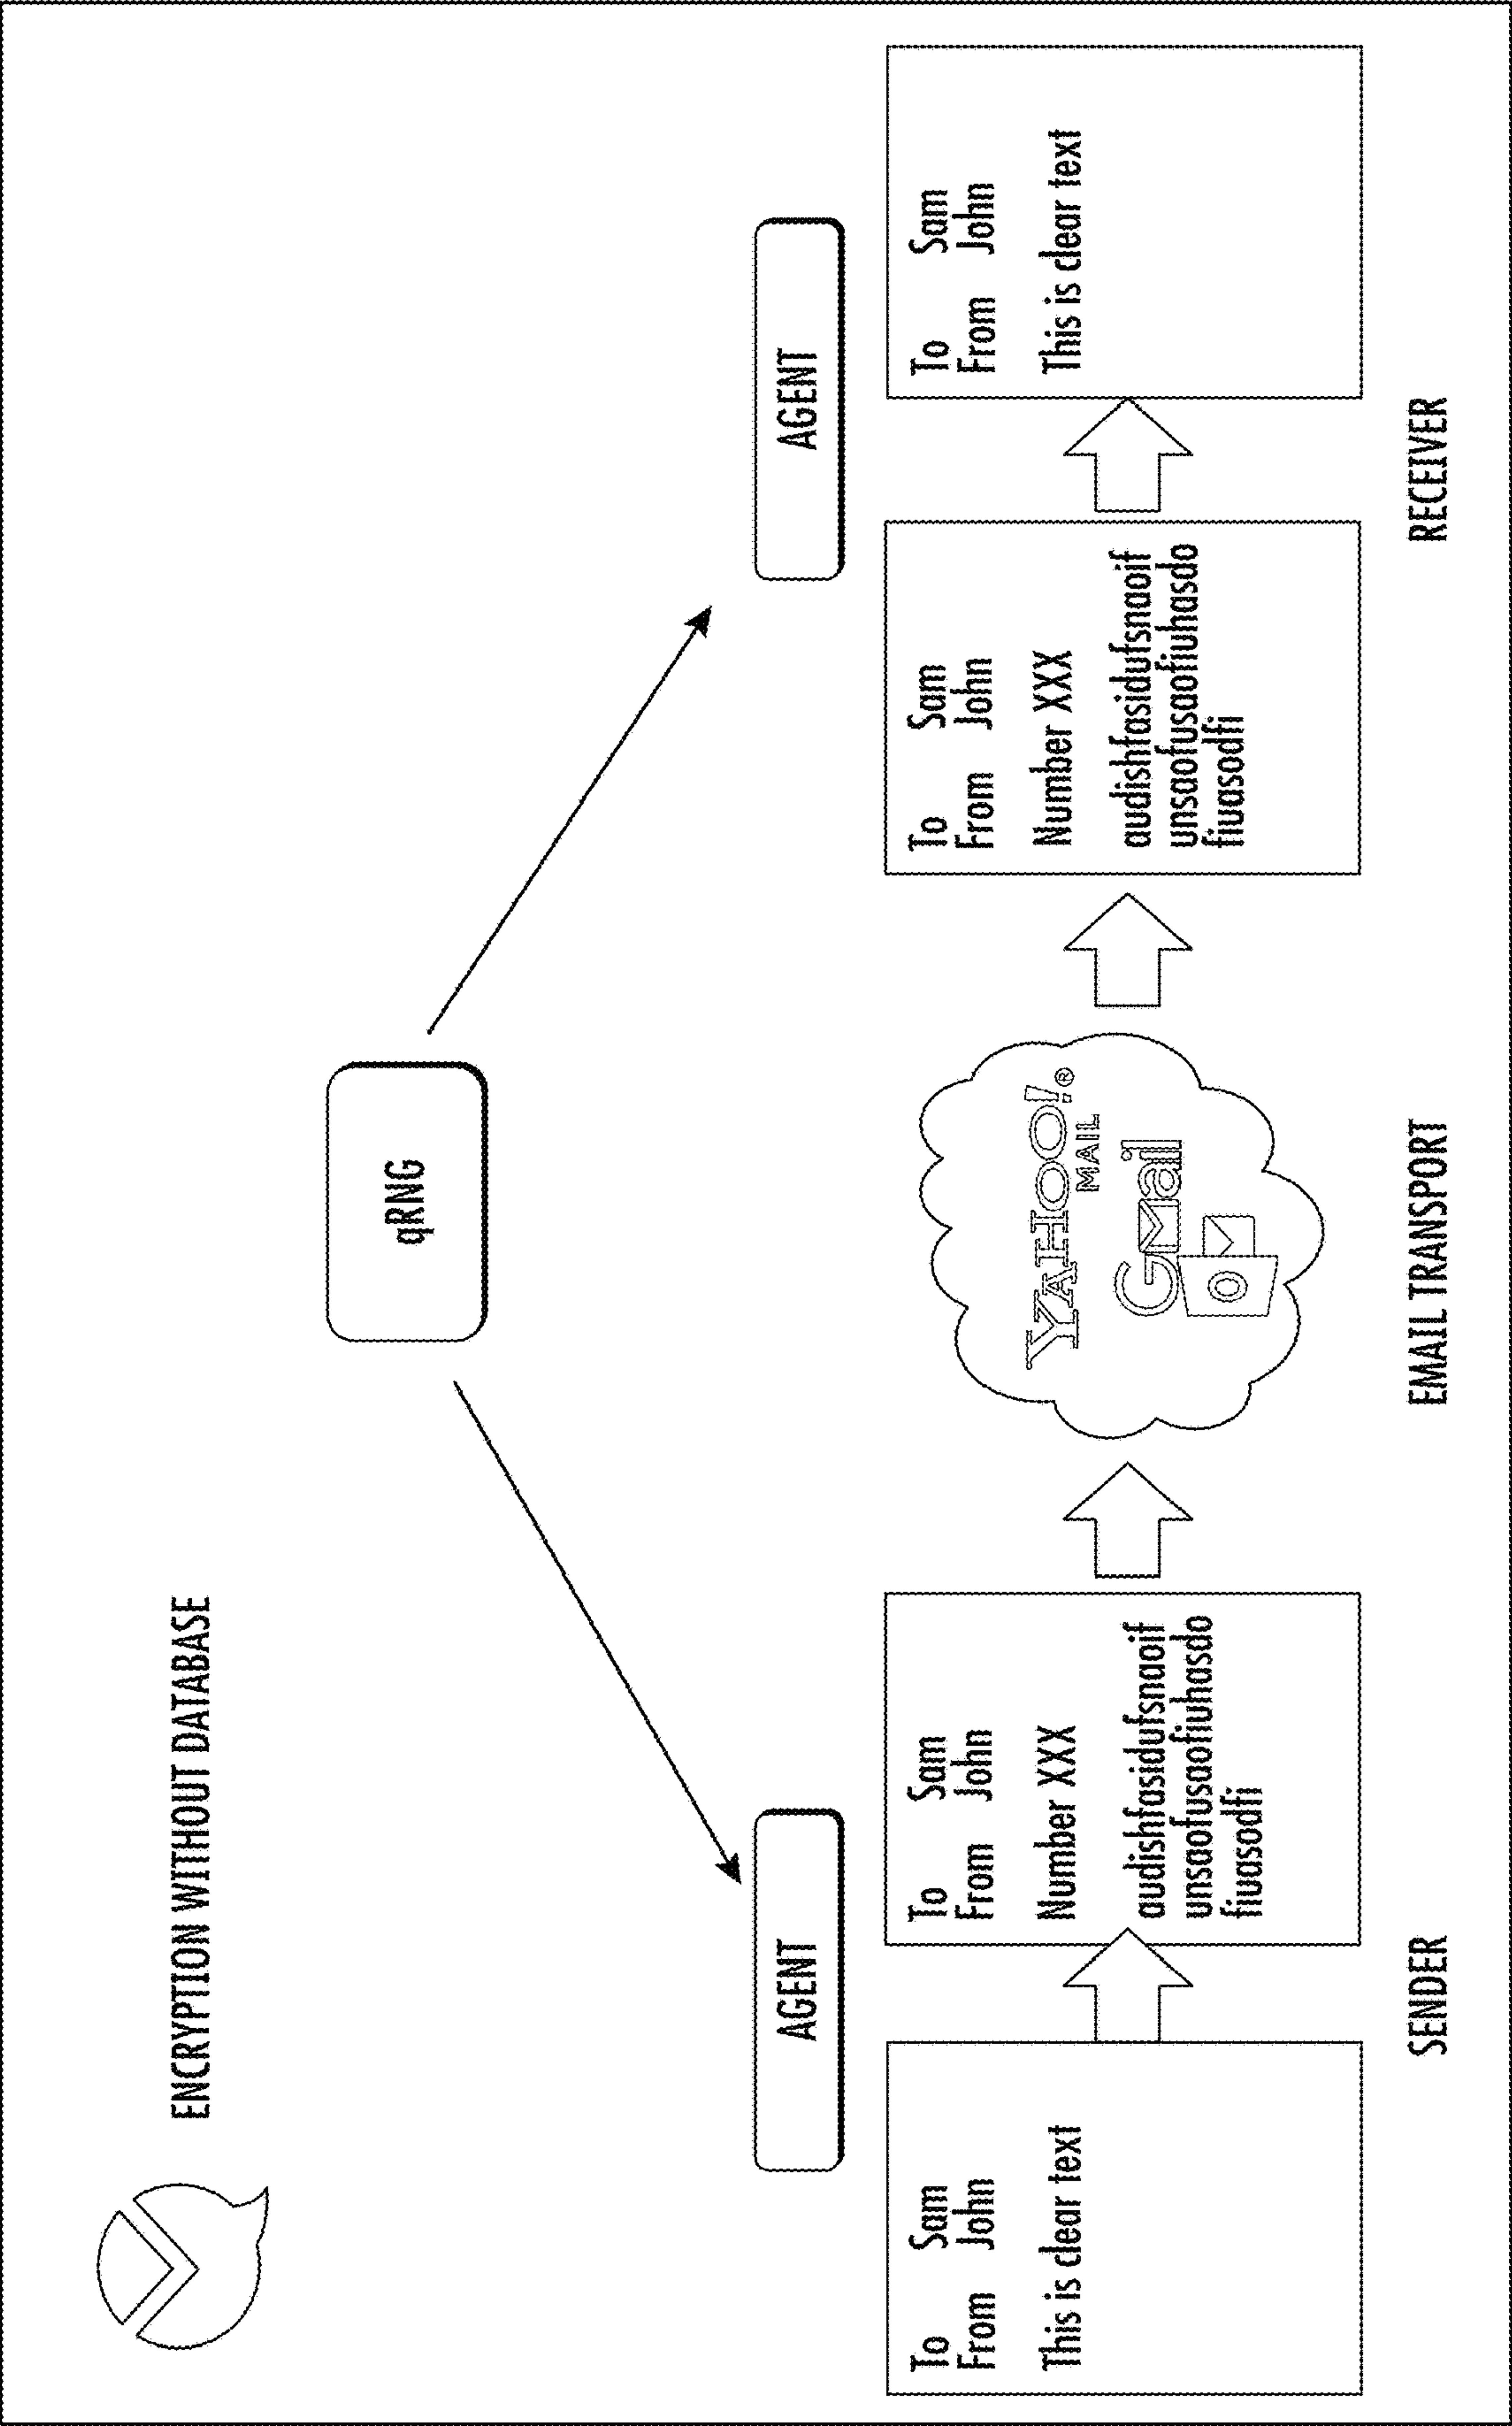 ENCRYPTION WITHOUT DATABASE
qRNG
AGENT
AGENT
To Sam
From John
This is clear text
To Sam
From John
Number XXX
audishfasidufsnaoif
unsaofusaofiuhasdo
fiuasodfi
YAHOO!®
MAIL
Gmail
O
To Sam
From John
Number XXX
audishfasidufsnaoif
unsaofusaofiuhasdo
fiuasodfi
To Sam
From John
This is clear text
SENDER
EMAIL TRANSPORT
RECEIVER